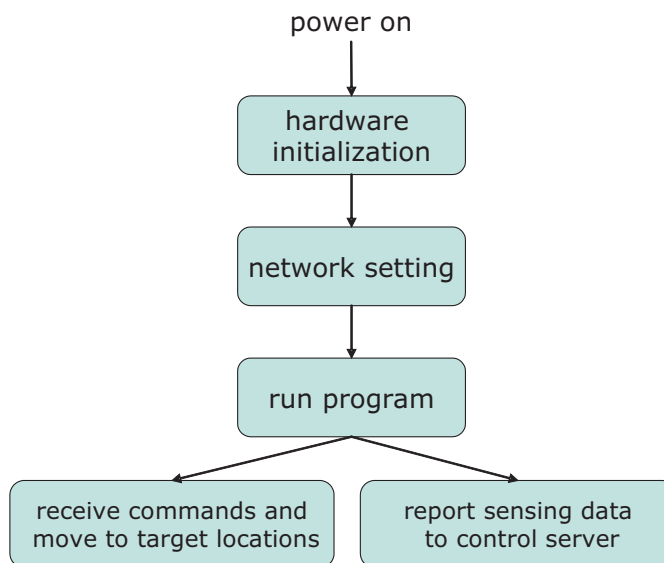 power on
hardware
initialization
network setting
run program
receive commands and
move to target locations
report sensing data
to control server